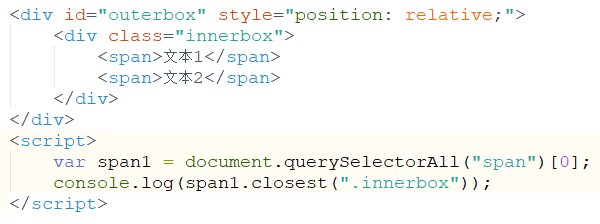 <div id="outerbox" style="position: relative;">
    <div class="innerbox">
        <span>文本1</span>
        <span>文本2</span>
    </div>
</div>
<script>
    var span1 = document.querySelectorAll("span")[0];
    console.log(span1.closest(".innerbox"));
</script>